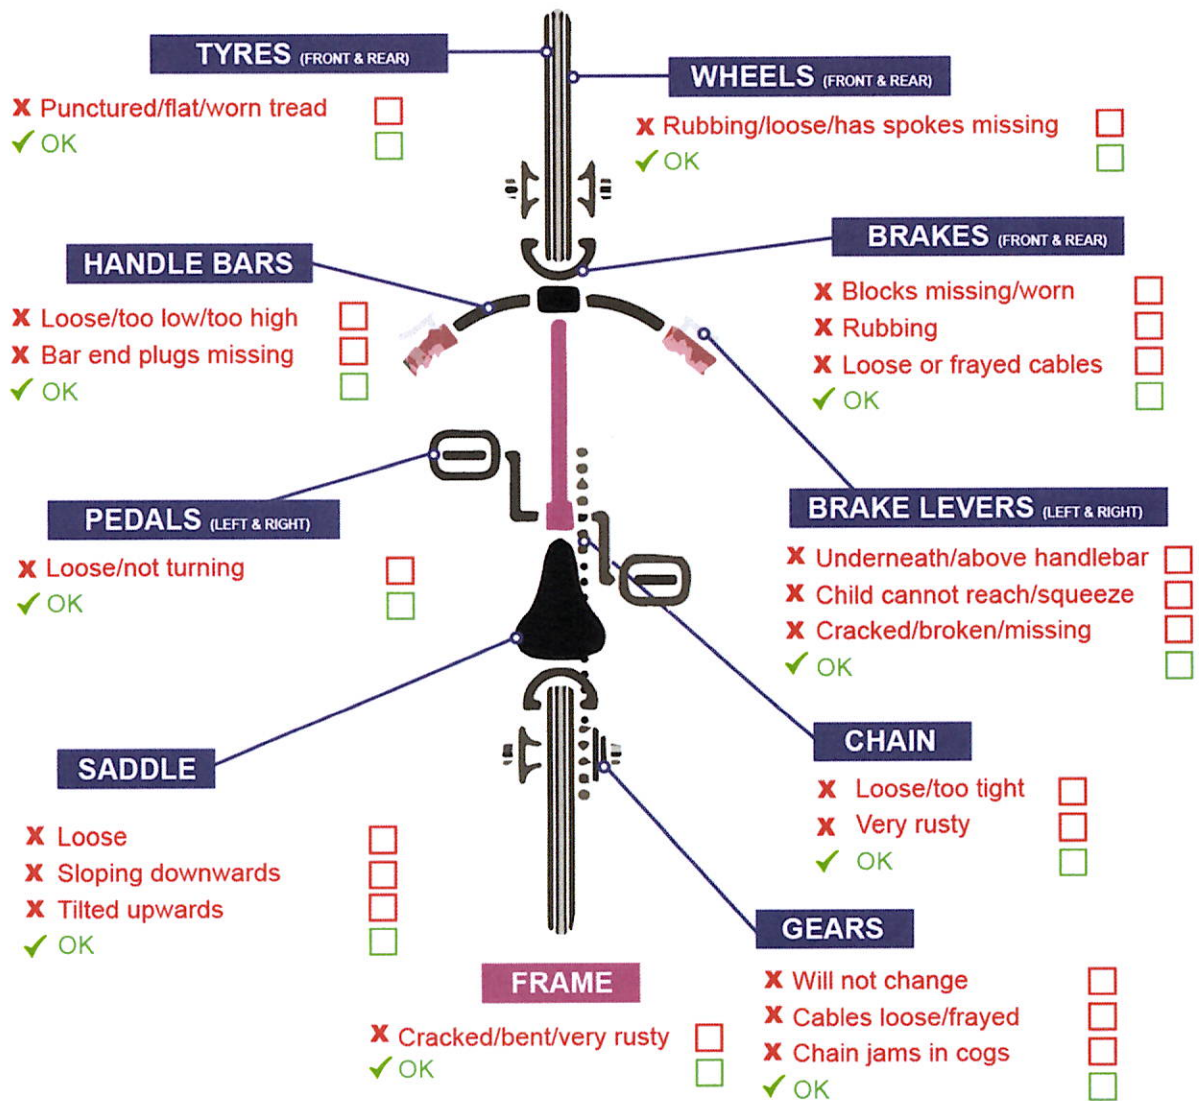 TYRES (FRONT & REAR)
X Punctured/flat/worn tread
✓ OK
WHEELS (FRONT & REAR)
X Rubbing/loose/has spokes missing
✓ OK
HANDLE BARS
X Loose/too low/too high
X Bar end plugs missing
✓ OK
BRAKES (FRONT & REAR)
X Blocks missing/worn
X Rubbing
X Loose or frayed cables
✓ OK
PEDALS (LEFT & RIGHT)
X Loose/not turning
✓ OK
BRAKE LEVERS (LEFT & RIGHT)
X Underneath/above handlebar
X Child cannot reach/squeeze
X Cracked/broken/missing
✓ OK
SADDLE
X Loose
X Sloping downwards
X Tilted upwards
✓ OK
CHAIN
X Loose/too tight
X Very rusty
✓ OK
GEARS
X Will not change
X Cables loose/frayed
X Chain jams in cogs
✓ OK
FRAME
X Cracked/bent/very rusty
✓ OK